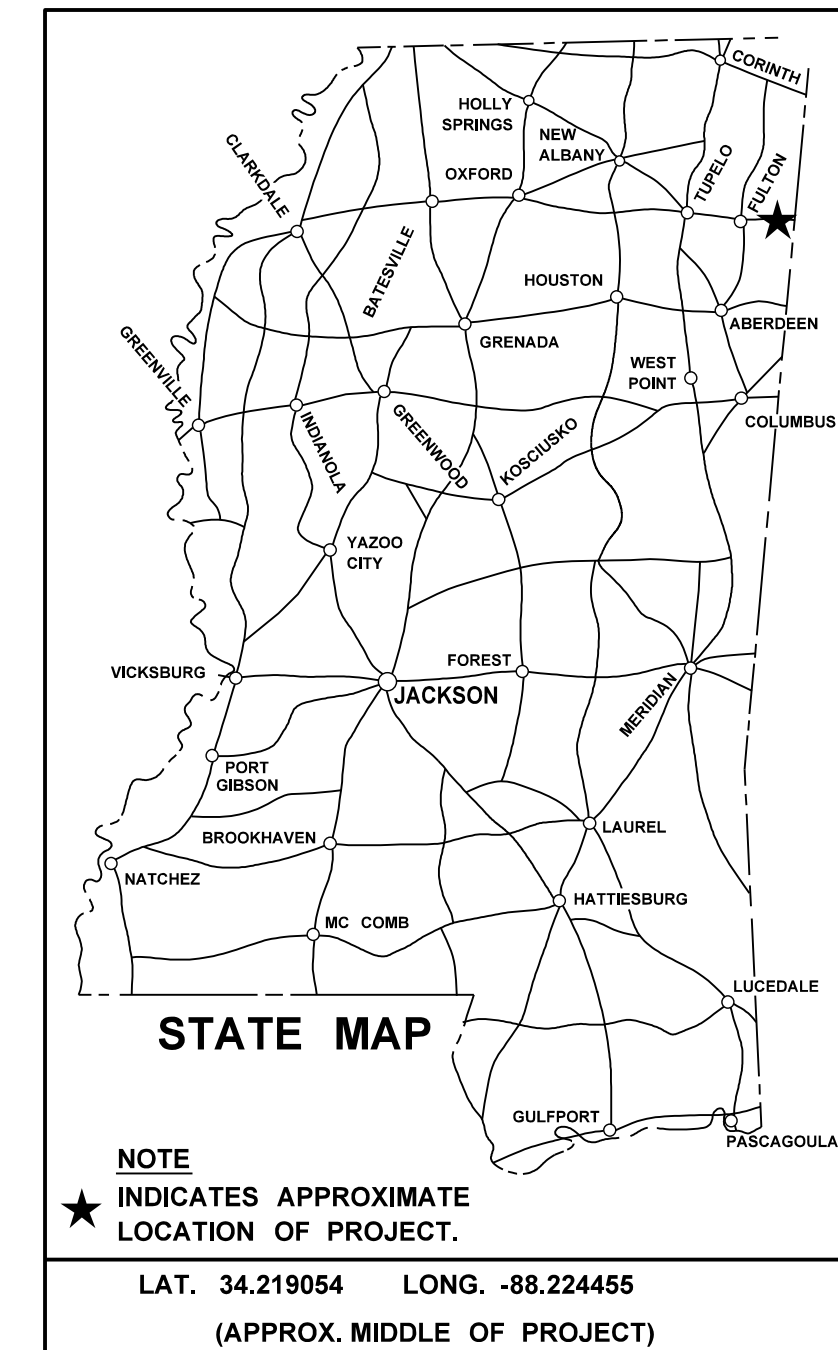 CORINTH
HOLLY
SPRINGS
NEW
ALBANY
CLARKDALE
OXFORD
TUPELO
FULTON
BATESVILLE
HOUSTON
ABERDEEN
GREENVILLE
GRENADA
WEST
POINT
COLUMBUS
INDIANOLA
GREENWOOD
KOSCIUSKO
YAZOO
CITY
VICKSBURG
FOREST
JACKSON
MERIDIAN
PORT
GIBSON
BROOKHAVEN
LAUREL
NATCHEZ
HATTIESBURG
MC COMB
LUCEDALE
STATE MAP
GULFPORT
PASCAGOULA
NOTE
INDICATES APPROXIMATE
LOCATION OF PROJECT.
LAT. 34.219054 LONG. -88.224455
(APPROX. MIDDLE OF PROJECT)